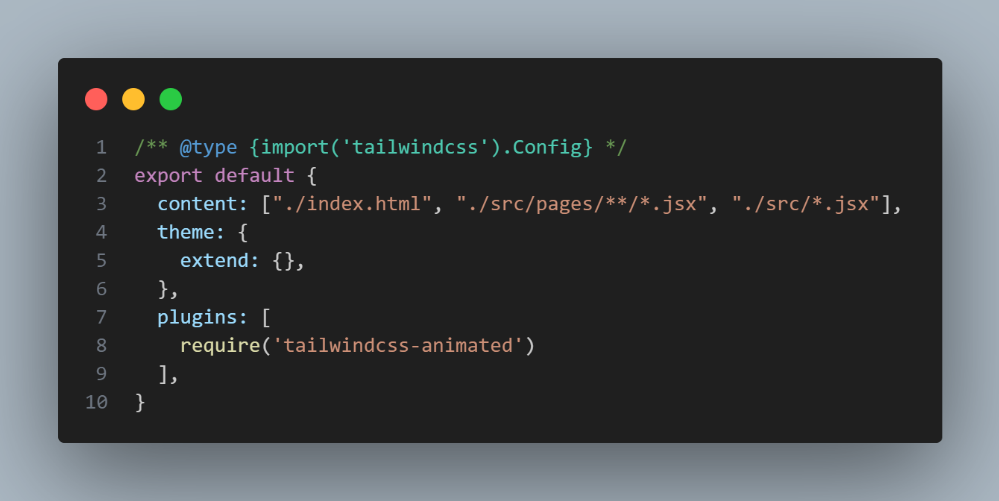 1 /** @type {import('tailwindcss').Config} */
2 export default {
3   content: ["./index.html", "./src/pages/**/*.jsx", "./src/*.jsx"],
4   theme: {
5     extend: {},
6   },
7   plugins: [
8     require('tailwindcss-animated')
9   ],
10 }